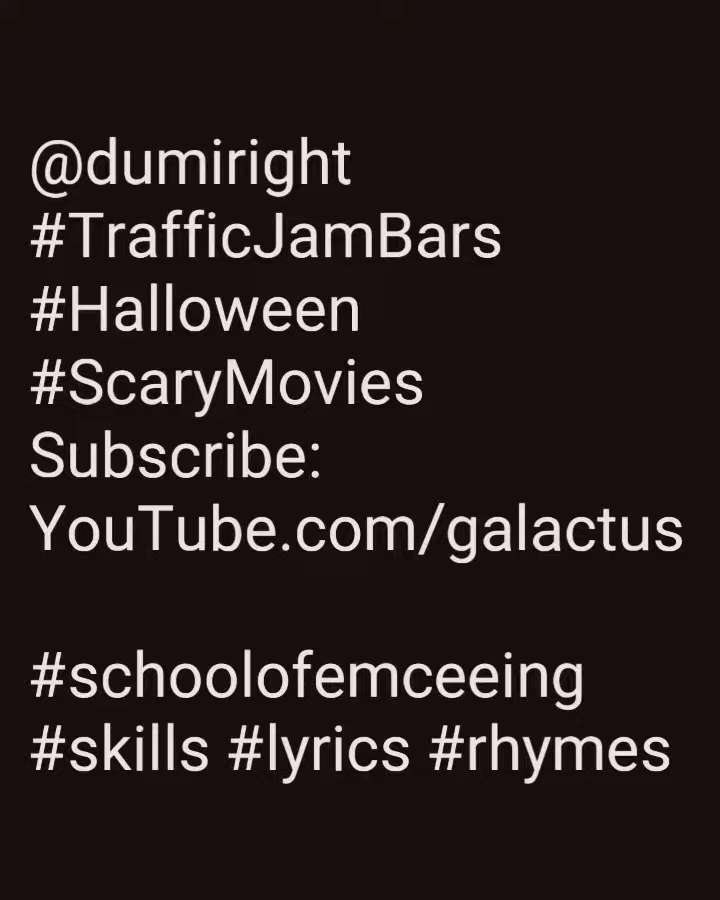 @dumiright
#TrafficJamBars
#Halloween
#ScaryMovies
Subscribe:
YouTube.com/galactus
#schoolofemceeing
#skills #lyrics #rhymes